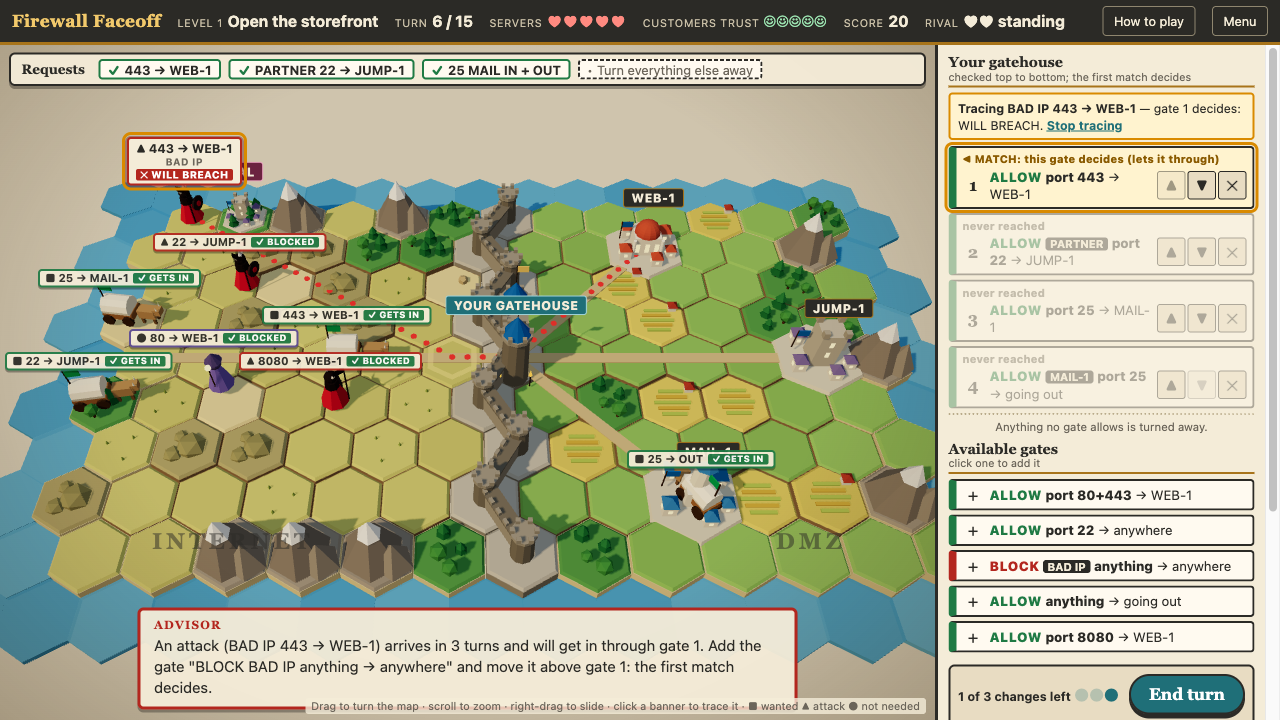 Firewall Faceoff
LEVEL 1 Open the storefront
TURN 6 / 15
SERVERS
CUSTOMERS TRUST
SCORE 20
RIVAL standing
How to play
Menu
Requests
✓ 443 → WEB-1
✓ PARTNER 22 → JUMP-1
✓ 25 MAIL IN + OUT
· Turn everything else away
▲ 443 → WEB-1
BAD IP
✕ WILL BREACH
WEB-1
▲ 22 → JUMP-1 ✓ BLOCKED
■ 25 → MAIL-1 ✓ GETS IN
YOUR GATEHOUSE
JUMP-1
■ 443 → WEB-1 ✓ GETS IN
● 80 → WEB-1 ✓ BLOCKED
■ 22 → JUMP-1 ✓ GETS IN
▲ 8080 → WEB-1 ✓ BLOCKED
MAIL-1
■ 25 → OUT ✓ GETS IN
INTERNET
DMZ
ADVISOR
An attack (BAD IP 443 → WEB-1) arrives in 3 turns and will get in through gate 1. Add the
gate "BLOCK BAD IP anything → anywhere" and move it above gate 1: the first match
decides.
Drag to turn the map · scroll to zoom · right-drag to slide · click a banner to trace it · ■ wanted ▲ attack ● not needed
Your gatehouse
checked top to bottom; the first match decides
Tracing BAD IP 443 → WEB-1 — gate 1 decides:
WILL BREACH. Stop tracing
◄ MATCH: this gate decides (lets it through)
1 ALLOW port 443 →
WEB-1
never reached
2 ALLOW PARTNER port
22 → JUMP-1
never reached
3 ALLOW port 25 → MAIL-
1
never reached
4 ALLOW MAIL-1 port 25
→ going out
Anything no gate allows is turned away.
Available gates
click one to add it
+ ALLOW port 80+443 → WEB-1
+ ALLOW port 22 → anywhere
+ BLOCK BAD IP anything → anywhere
+ ALLOW anything → going out
+ ALLOW port 8080 → WEB-1
1 of 3 changes left
End turn